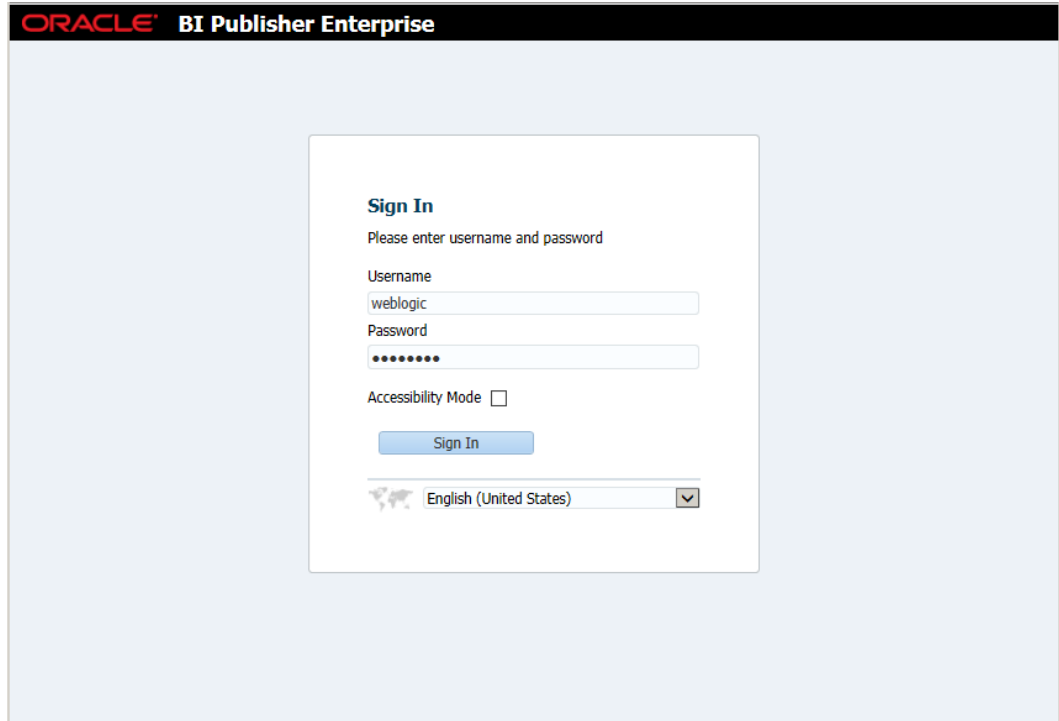 ORACLE BI Publisher Enterprise
Sign In
Please enter username and password
Username
weblogic
Password
••••••••
Accessibility Mode
Sign In
English (United States)